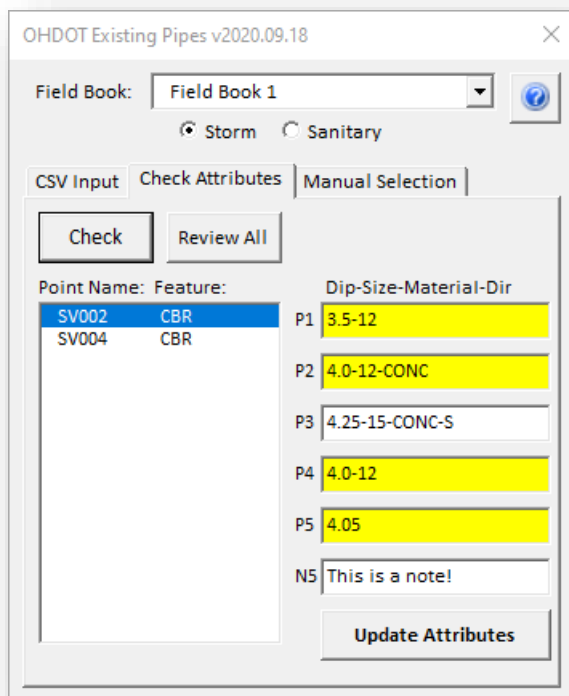 OHDOT Existing Pipes v2020.09.18
Field Book: Field Book 1
Storm Sanitary
CSV Input Check Attributes Manual Selection
Check Review All
Point Name: Feature: Dip-Size-Material-Dir
SV002 CBR P1 3.5-12
SV004 CBR
P2 4.0-12-CONC
P3 4.25-15-CONC-S
P4 4.0-12
P5 4.05
N5 This is a note!
Update Attributes